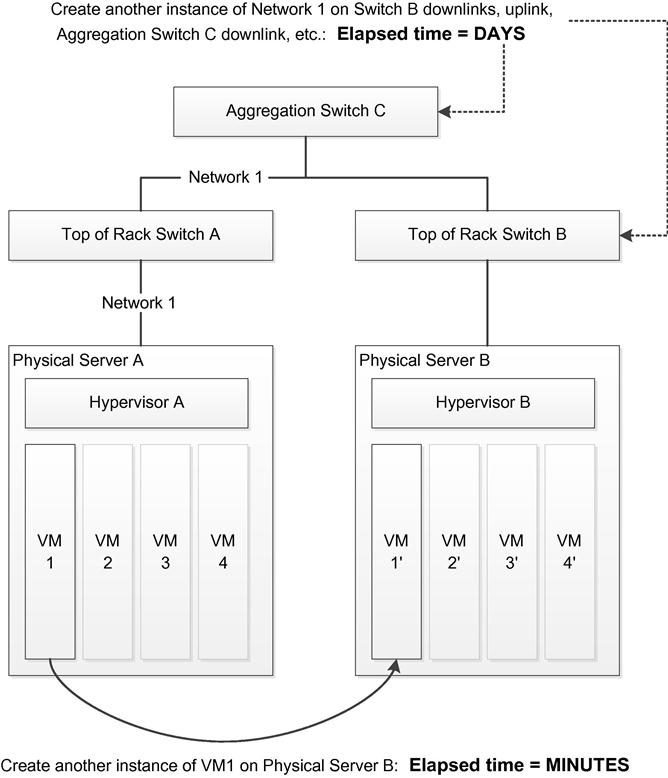 Create another instance of Network 1 on Switch B downlinks, uplink,
Aggregation Switch C downlink, etc.: Elapsed time = DAYS
Aggregation Switch C
Network 1
Top of Rack Switch A
Top of Rack Switch B
Network 1
Physical Server A
Physical Server B
Hypervisor A
Hypervisor B
VM
1
VM
2
VM
3
VM
4
VM
1'
VM
2'
VM
3'
VM
4'
Create another instance of VM1 on Physical Server B: Elapsed time = MINUTES